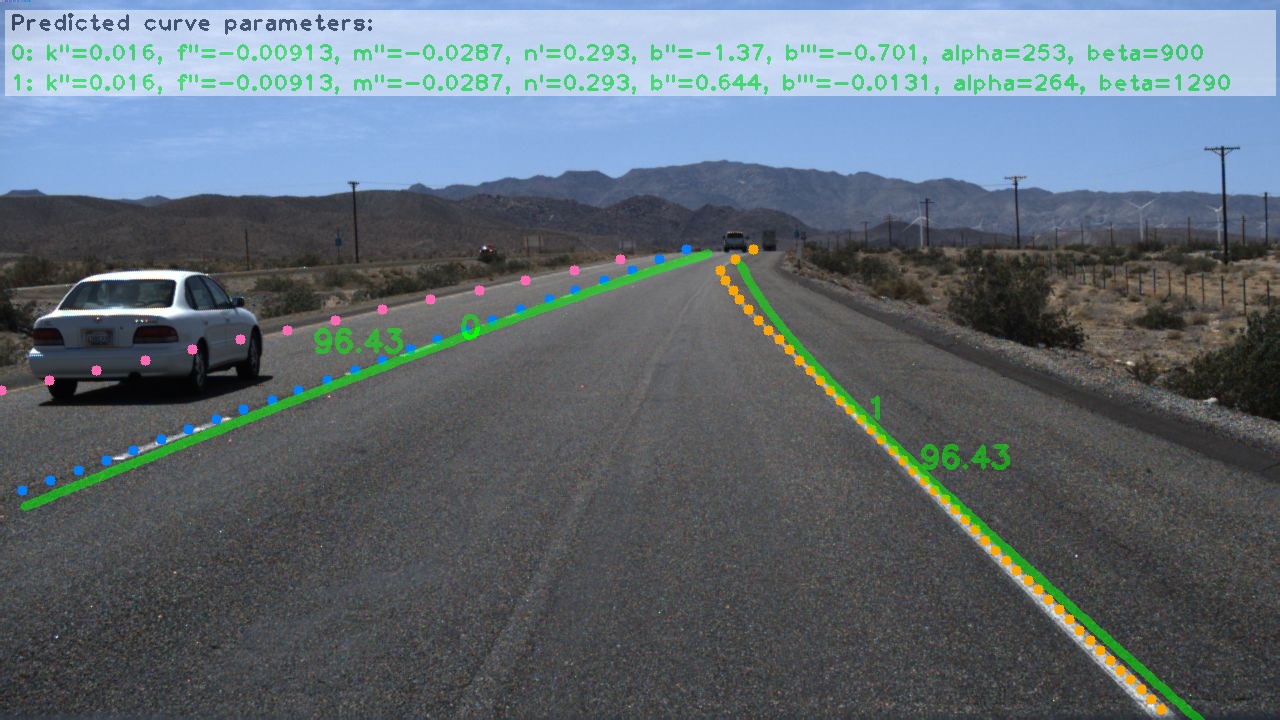 Predicted curve parameters:
0: k''=0.016, f''=-0.00913, m''=-0.0287, n'=0.293, b''=-1.37, b'''=-0.701, alpha=253, beta=900
1: k''=0.016, f''=-0.00913, m''=-0.0287, n'=0.293, b''=0.644, b'''=-0.0131, alpha=264, beta=1290
0
96.43
1
96.43